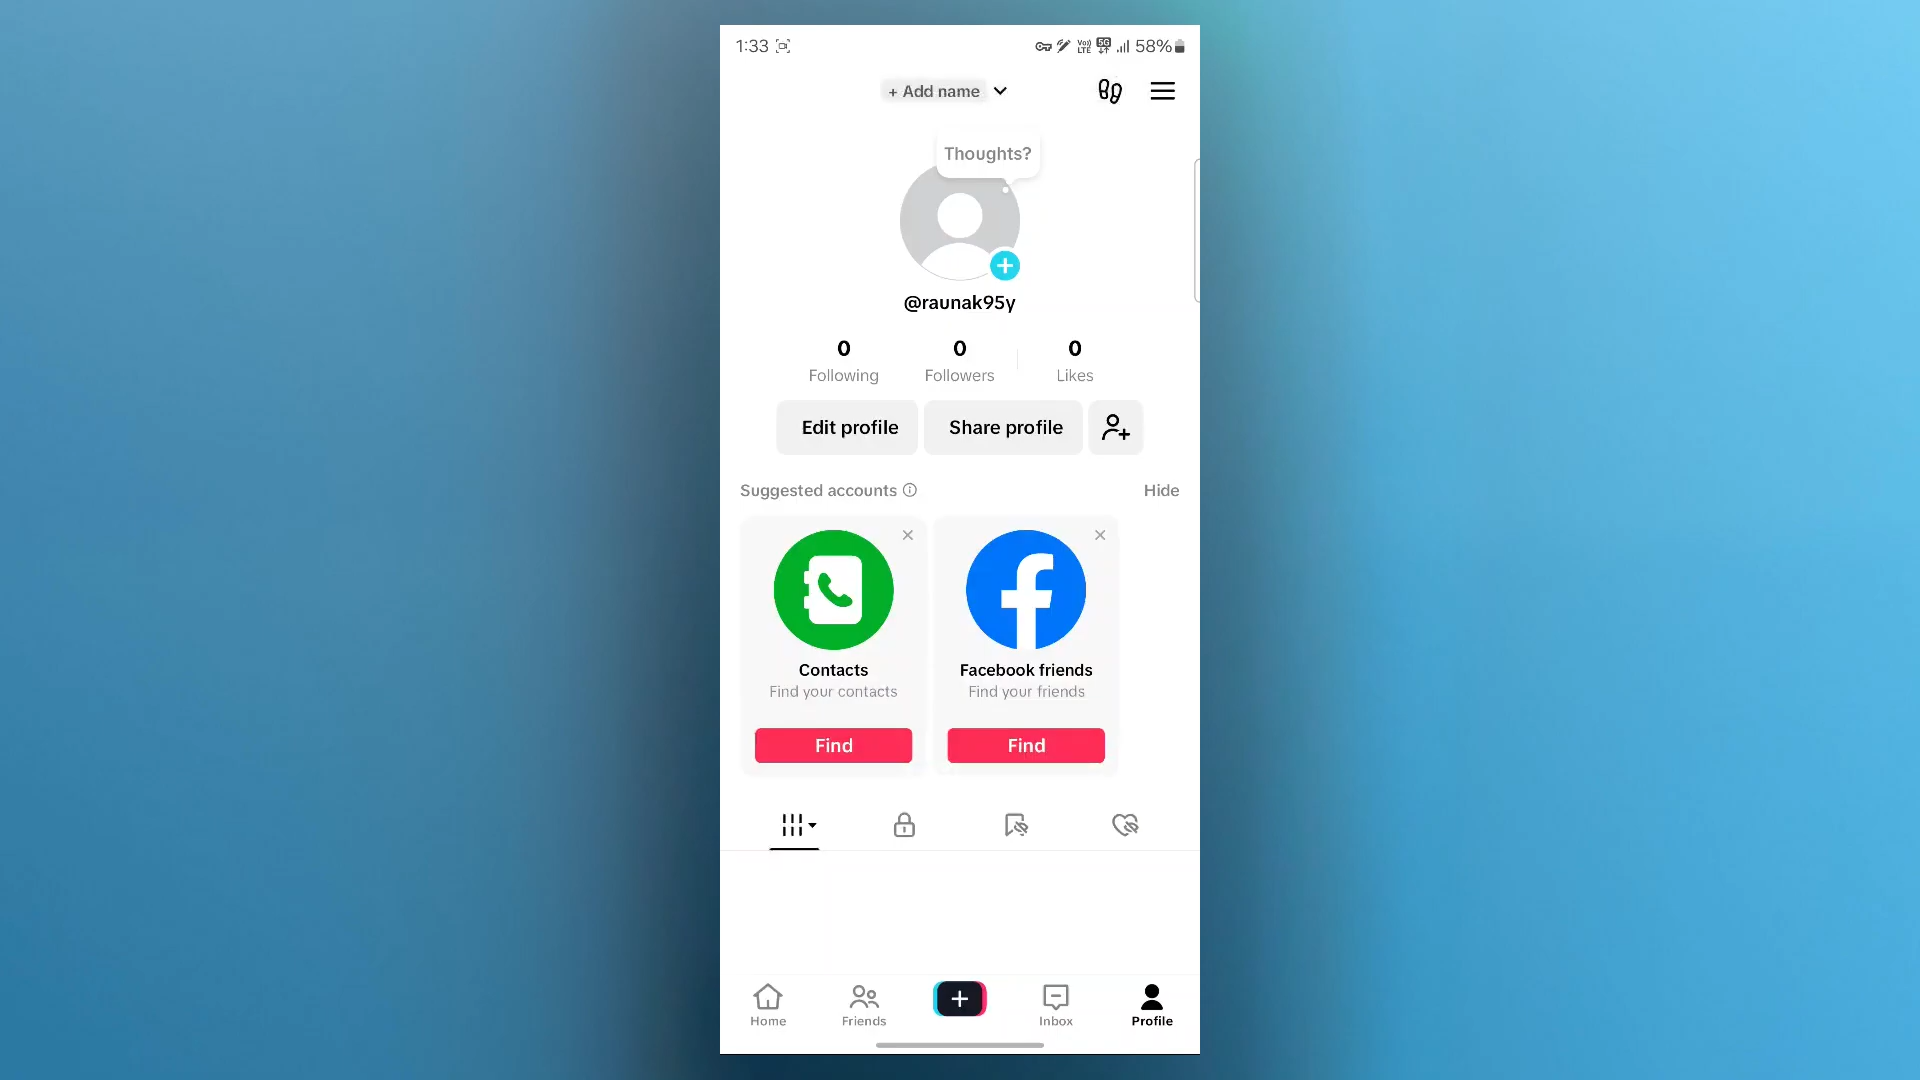 1:33 58%
+ Add name
Thoughts?
@raunak95y
0 0 0
Following Followers Likes
Edit profile Share profile
Suggested accounts Hide
Contacts Facebook friends
Find your contacts Find your friends
Find Find
Home Friends Inbox Profile